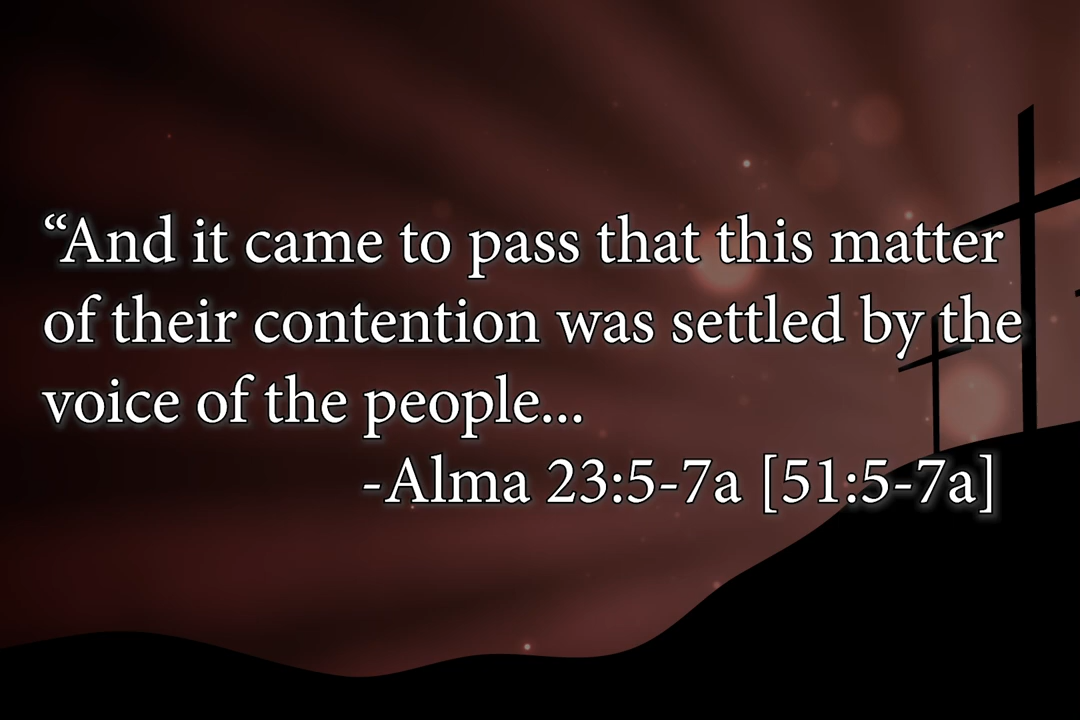 “And it came to pass that this matter
of their contention was settled by the
voice of the people...
-Alma 23:5-7a [51:5-7a]